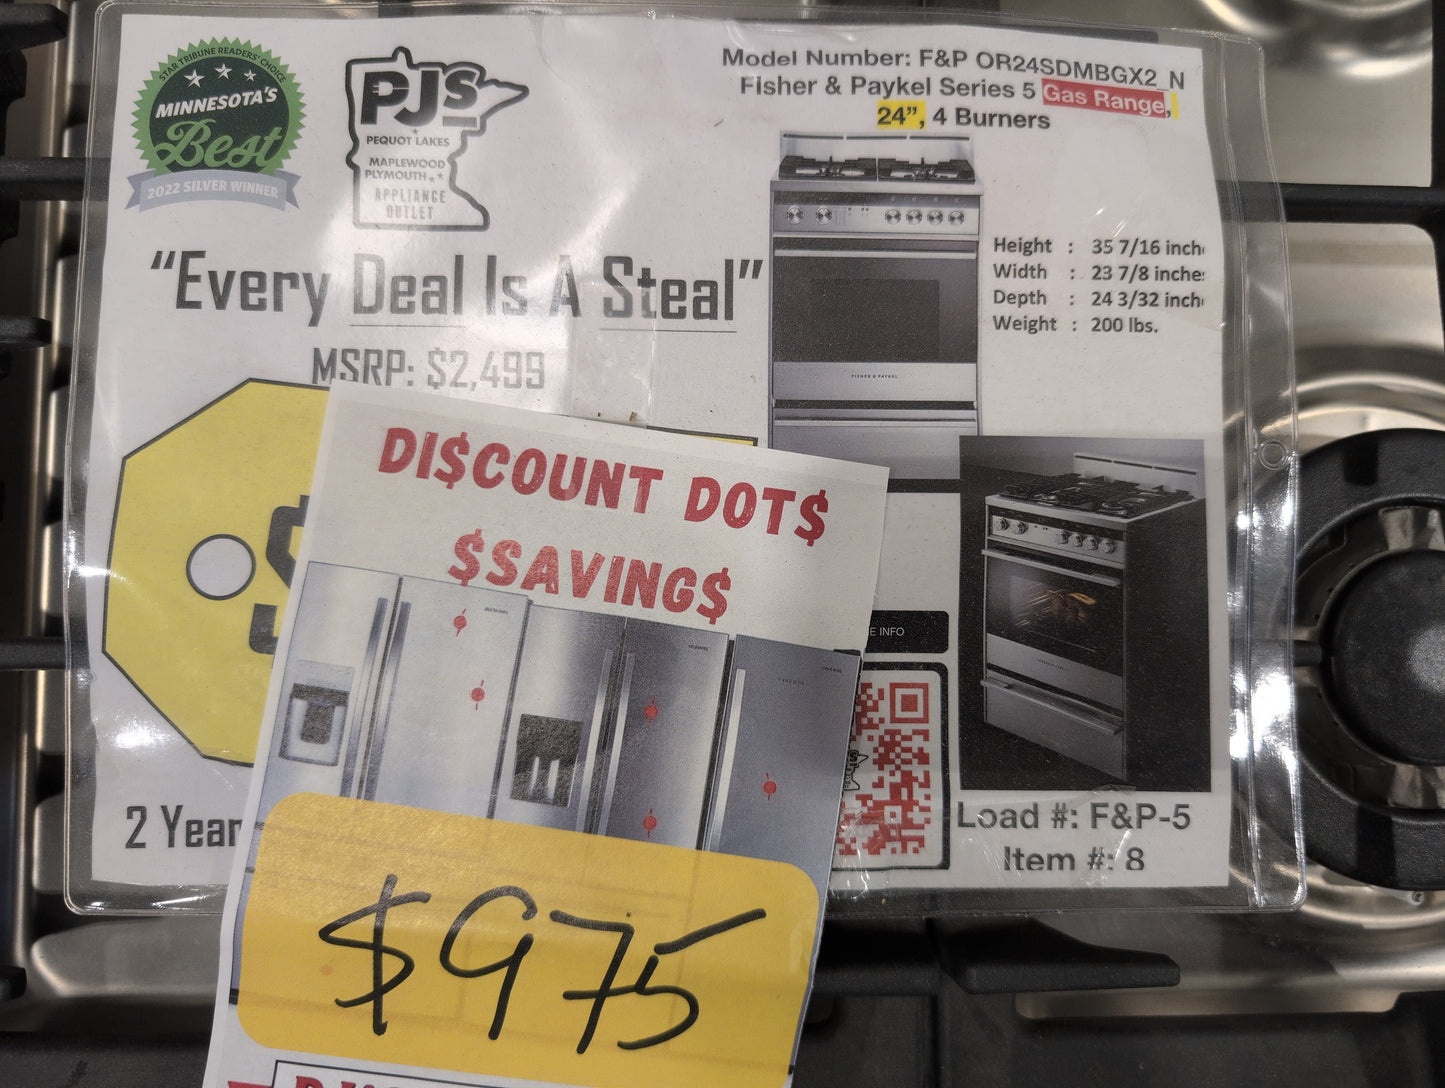 STAR TRIBUNE READERS' CHOICE
MINNESOTA'S
Best
2022 SILVER WINNER
PJS
PEQUOT LAKES
MAPLEWOOD
PLYMOUTH
APPLIANCE
OUTLET
Model Number: F&P OR24SDMBGX2_N
Fisher & Paykel Series 5 Gas Range,
24”, 4 Burners
“Every Deal Is A Steal”
MSRP: $2,499
Height : 35 7/16 inch
Width : 23 7/8 inche
Depth : 24 3/32 inch
Weight : 200 lbs.
FISHER & PAYKEL
$
DI$COUNT DOT$
$SAVING$
E INFO
2 Year
Load #: F&P-5
Item #: 8
$975